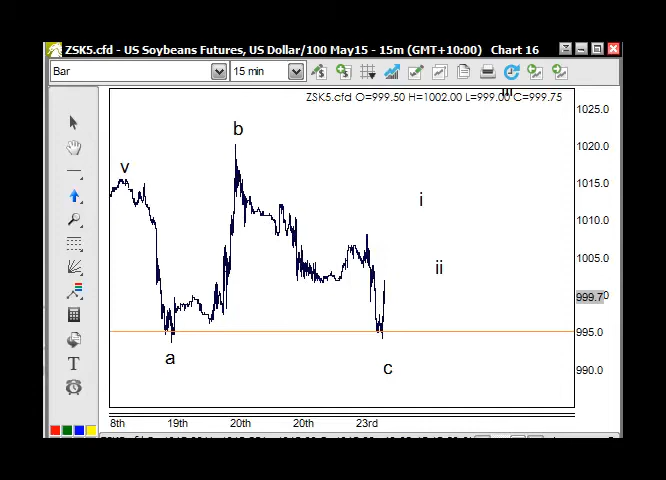 ZSK5.cfd - US Soybeans Futures, US Dollar/100 May15 - 15m (GMT+10:00) Chart 16
Bar 15 min
ZSK5.cfd O=999.50 H=1002.00 L=999.00 C=999.75
iii
1025.0
b
1020.0
v
1015.0
i
1010.0
1005.0
ii
999.70
995.0
a
c
990.0
T
8th 19th 20th 20th 23rd